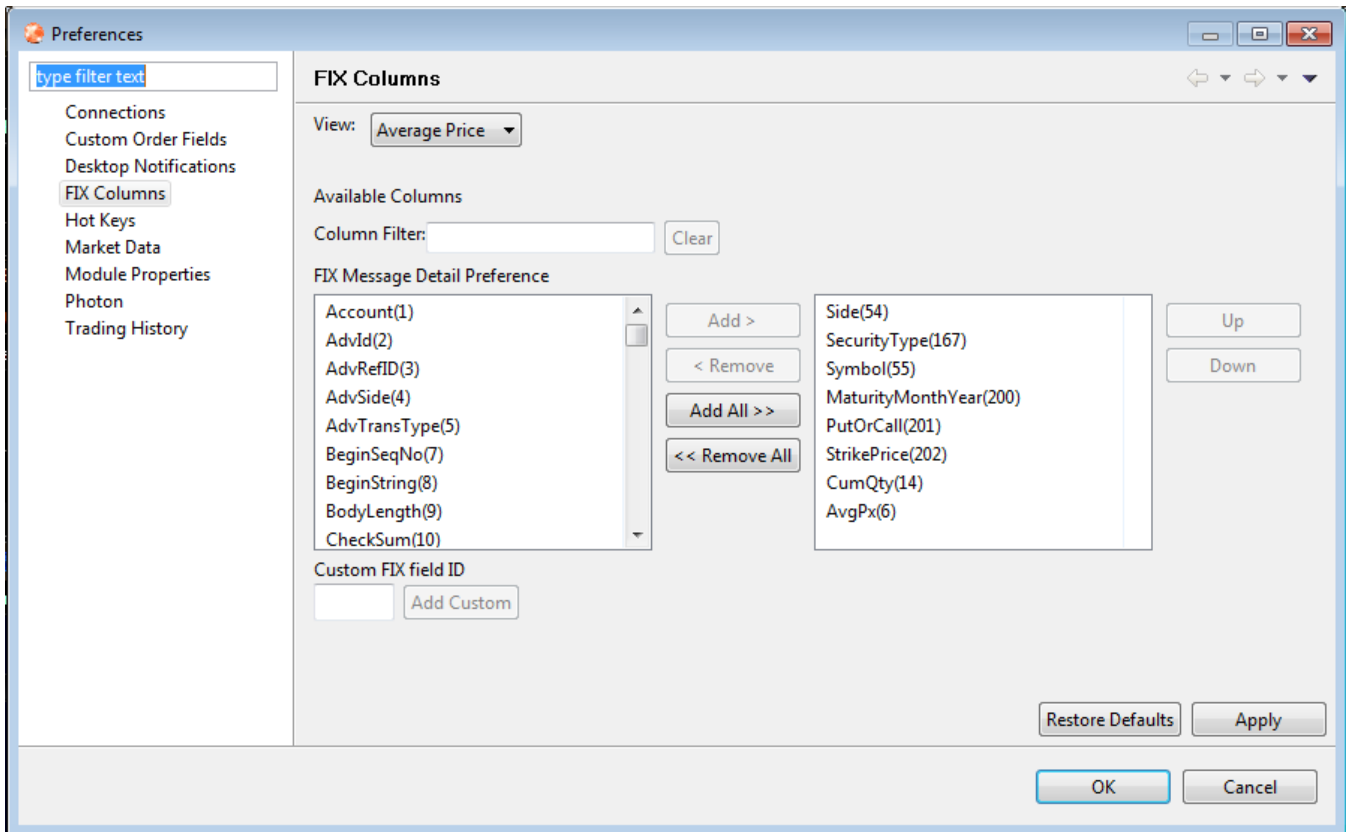 Preferences
type filter text
Connections
Custom Order Fields
Desktop Notifications
FIX Columns
Hot Keys
Market Data
Module Properties
Photon
Trading History
FIX Columns
View: Average Price
Available Columns
Column Filter: Clear
FIX Message Detail Preference
Account(1)
AdvId(2)
AdvRefID(3)
AdvSide(4)
AdvTransType(5)
BeginSeqNo(7)
BeginString(8)
BodyLength(9)
CheckSum(10)
Add >
< Remove
Add All >>
<< Remove All
Side(54)
SecurityType(167)
Symbol(55)
MaturityMonthYear(200)
PutOrCall(201)
StrikePrice(202)
CumQty(14)
AvgPx(6)
Up
Down
Custom FIX field ID
Add Custom
Restore Defaults Apply
OK Cancel